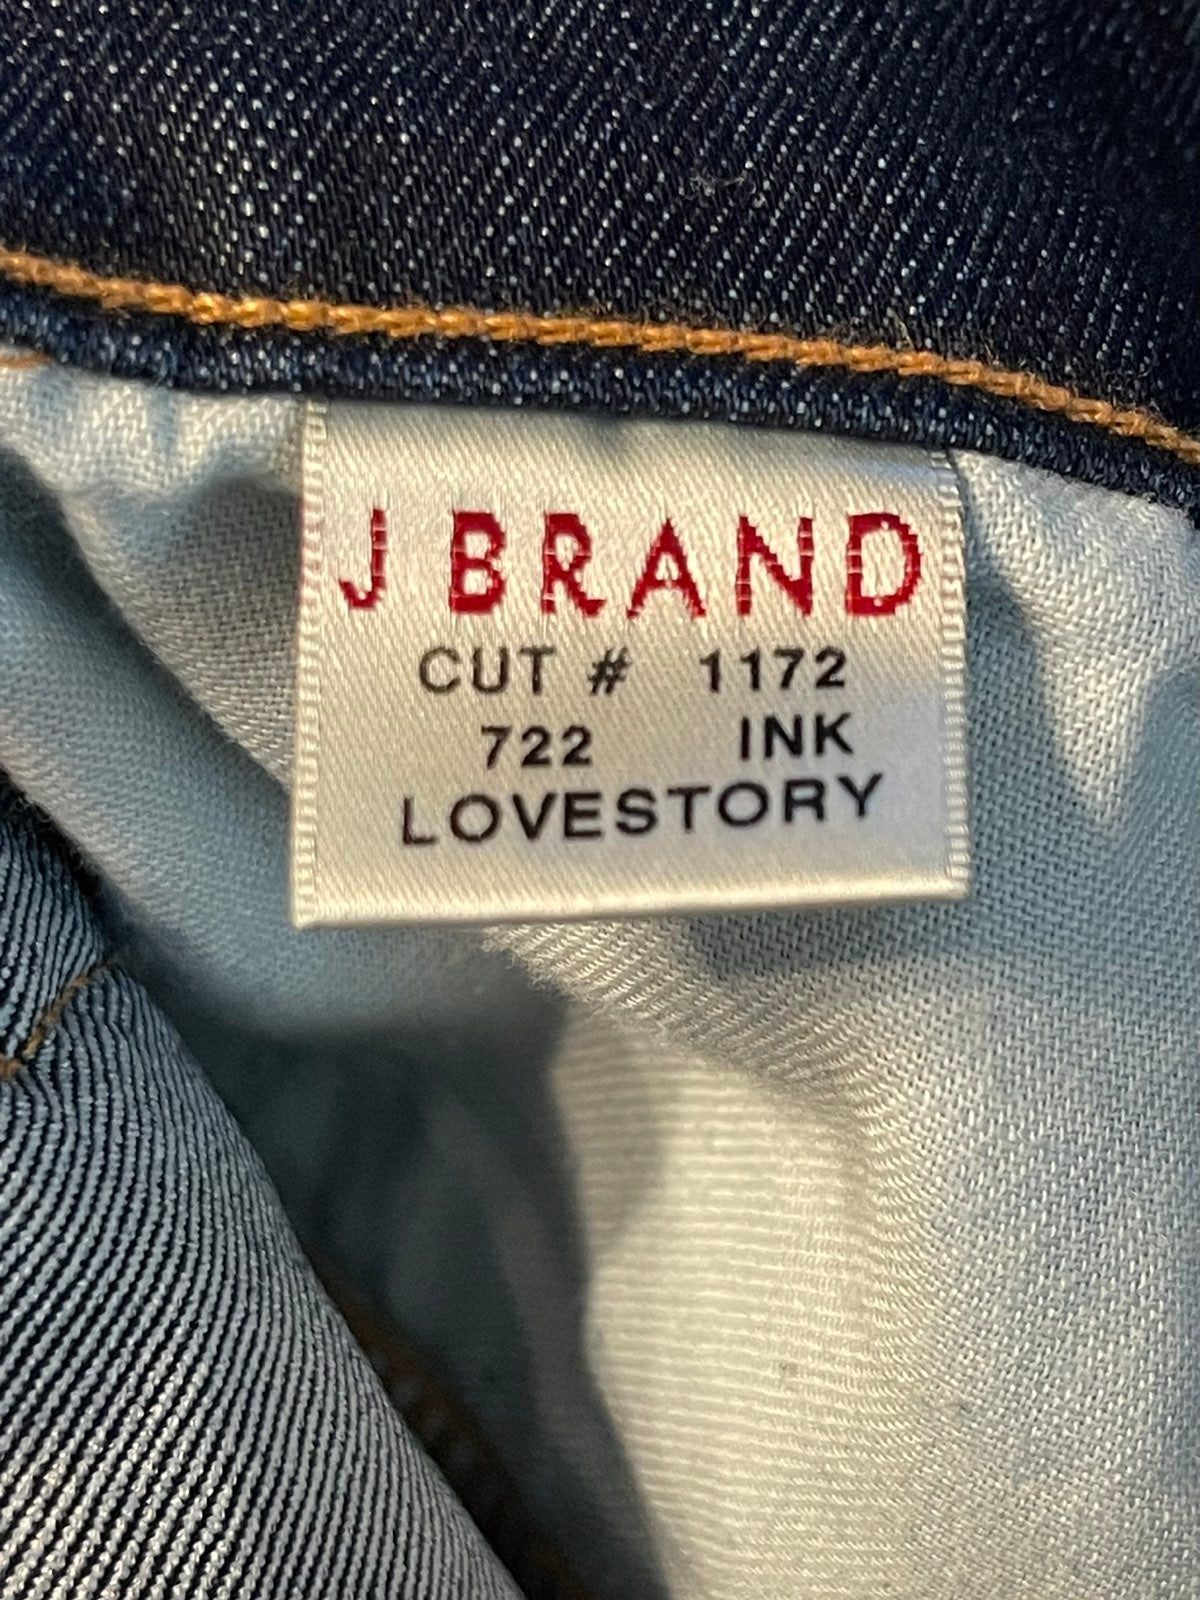 J BRAND
CUT # 1172
722 INK
LOVESTORY